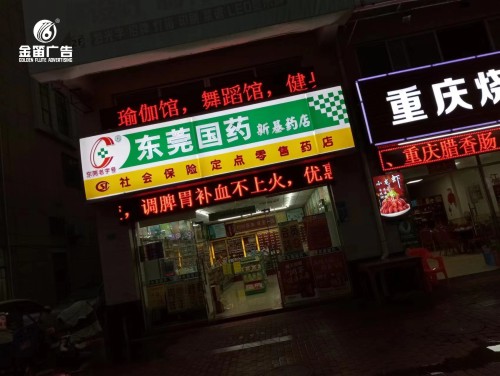 金笛广告
GOLDEN FLUTE ADVERTISING
瑜伽馆，舞蹈馆，健身
东莞国药 新基药店
社会保险定点零售药店
调脾胃补血不上火，优惠
重庆烧
、重庆腊香肠